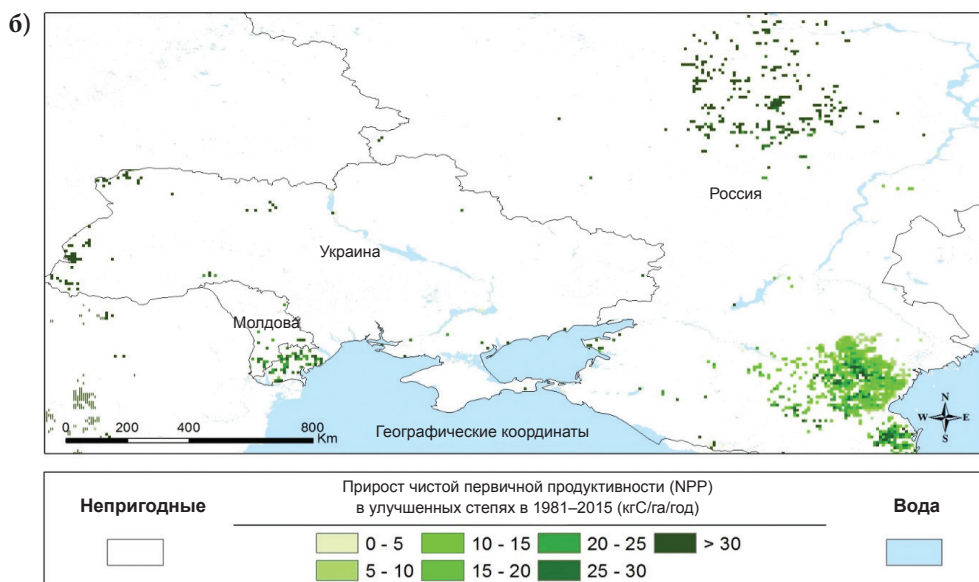 б)
Россия
Украина
Молдова
N
W E
S
0 200 400 800
Km
Географические координаты
Непригодные
Прирост чистой первичной продуктивности (NPP)
в улучшенных степях в 1981–2015 (кгС/га/год)
Вода
0 - 5 10 - 15 20 - 25 > 30
5 - 10 15 - 20 25 - 30